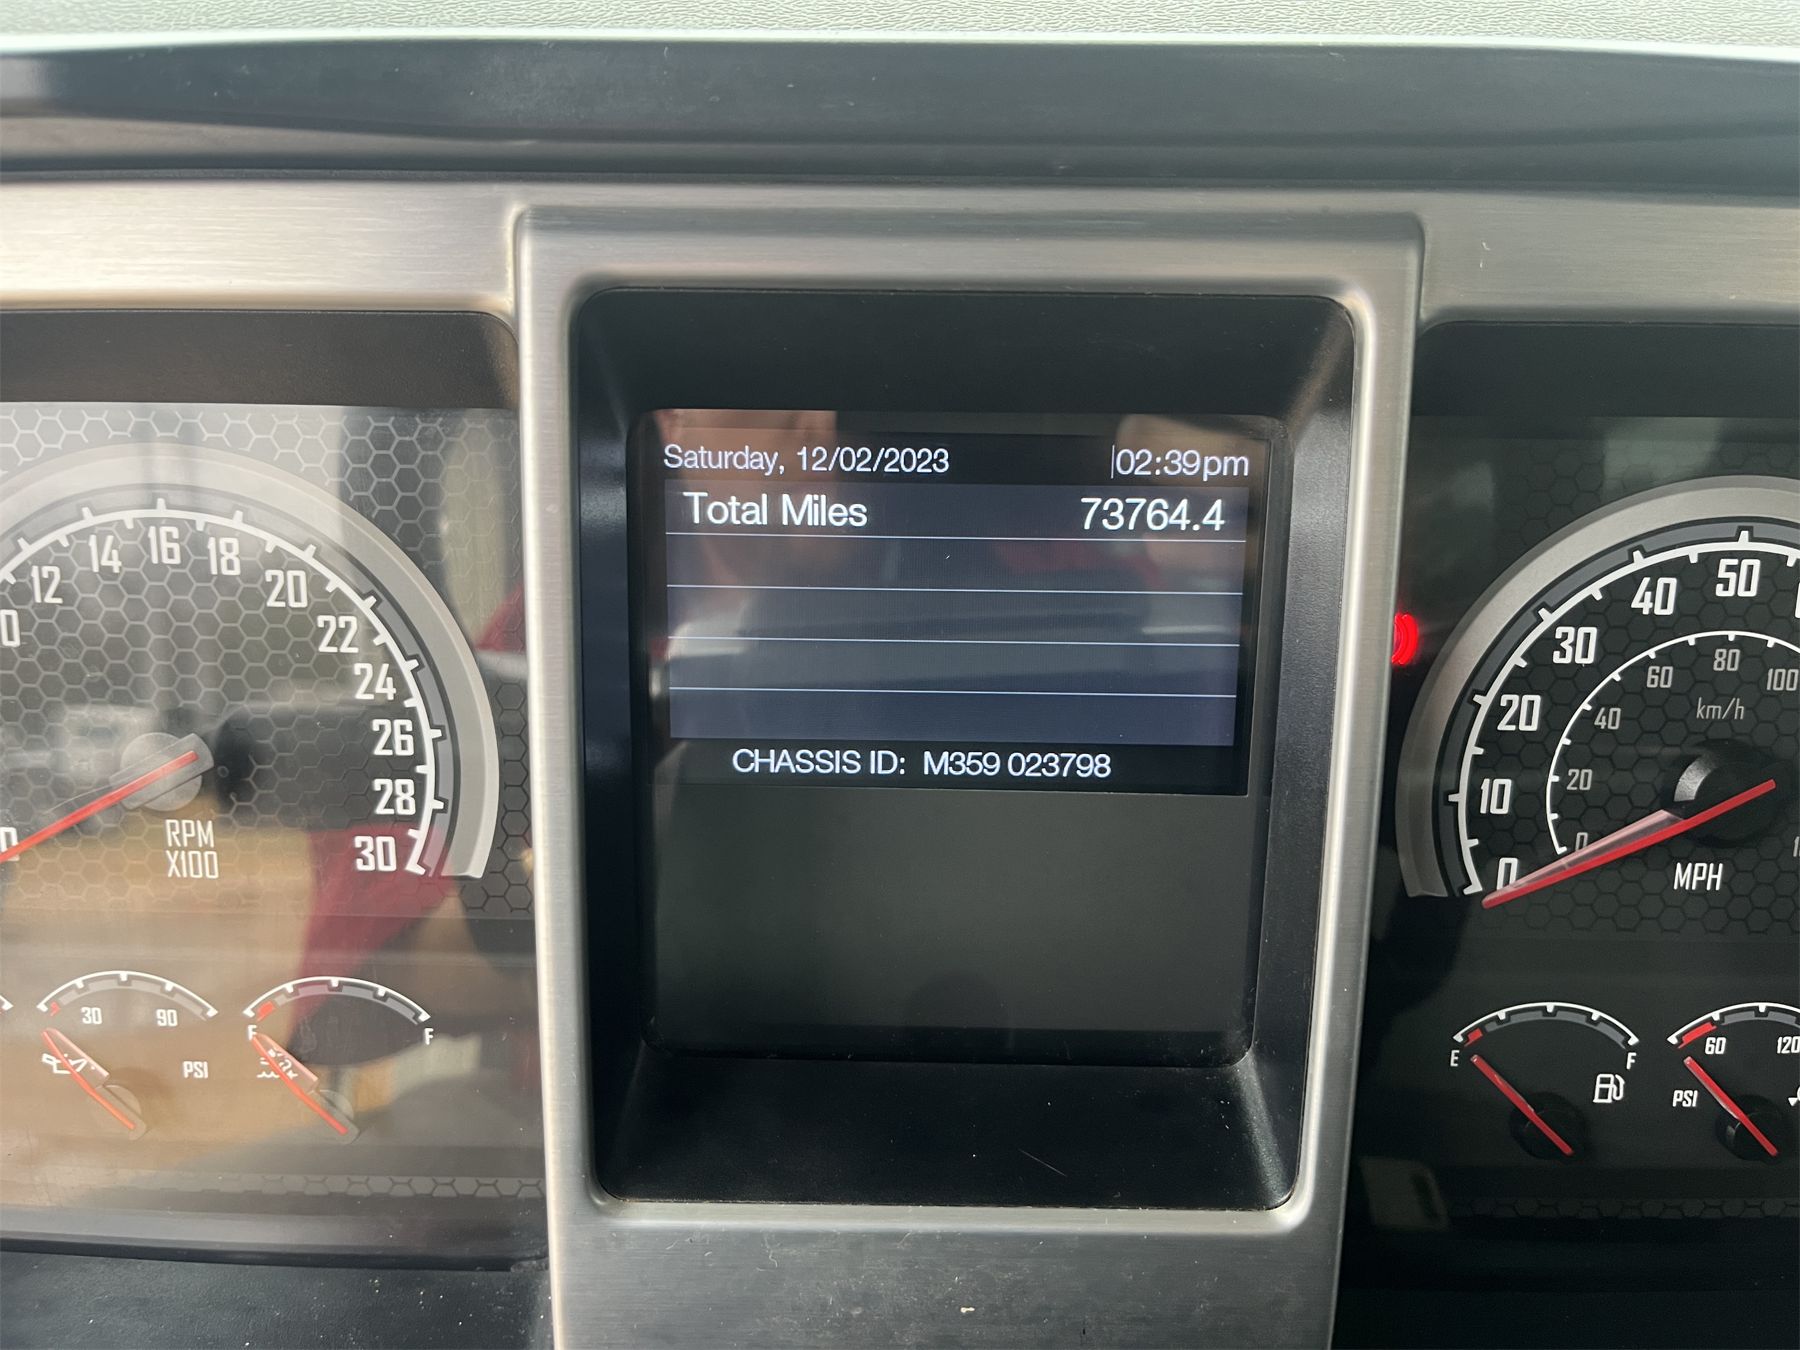 Saturday, 12/02/2023 02:39pm
Total Miles 73764.4
CHASSIS ID: M359 023798
12 14 16 18 20 22 24 26 28 30
RPM
X100
30 90
PSI
F
0 10 20 30 40 50
0 20 40 60 80 100
km/h
MPH
E F
60 120
PSI